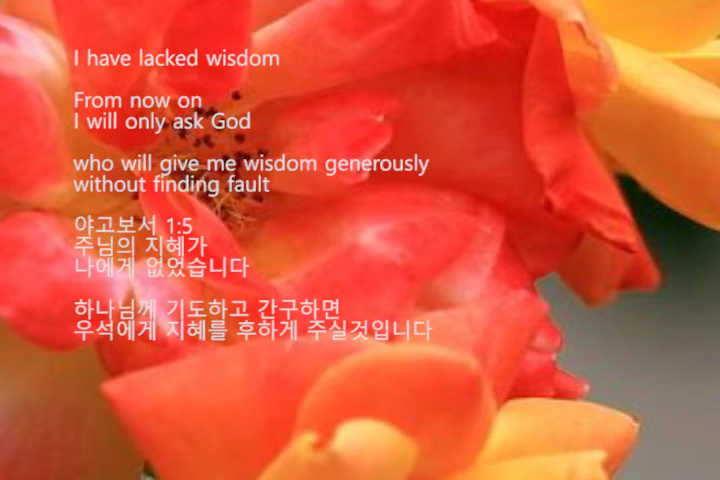 I have lacked wisdom
From now on
I will only ask God
who will give me wisdom generously
without finding fault
야고보서 1:5
주님의 지혜가
나에게 없었습니다
하나님께 기도하고 간구하면
우석에게 지혜를 후하게 주실것입니다